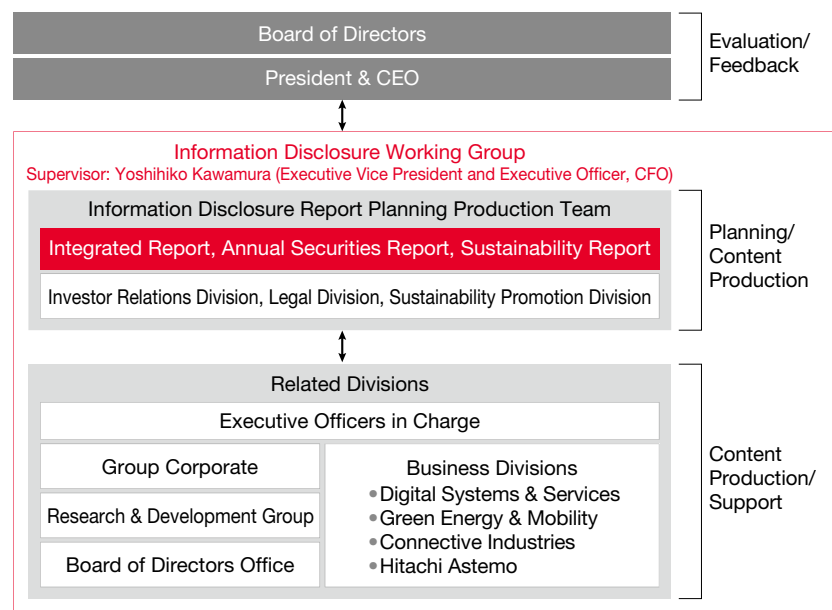 Board of Directors
President & CEO
Evaluation/
Feedback
Information Disclosure Working Group
Supervisor: Yoshihiko Kawamura (Executive Vice President and Executive Officer, CFO)
Information Disclosure Report Planning Production Team
Integrated Report, Annual Securities Report, Sustainability Report
Investor Relations Division, Legal Division, Sustainability Promotion Division
Planning/
Content
Production
Related Divisions
Executive Officers in Charge
Group Corporate
Research & Development Group
Board of Directors Office
Business Divisions
•Digital Systems & Services
•Green Energy & Mobility
•Connective Industries
•Hitachi Astemo
Content
Production/
Support